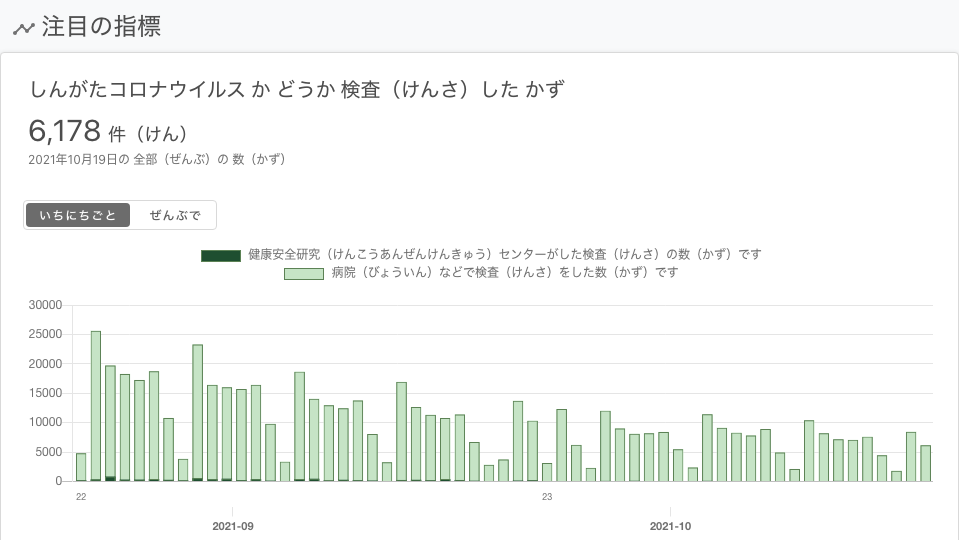 注目の指標
しんがたコロナウイルス か どうか 検査（けんさ）した かず
6,178 件（けん）
2021年10月19日の 全部（ぜんぶ）の 数（かず）
いちにちごと ぜんぶで
健康安全研究（けんこうあんぜんけんきゅう）センターがした検査（けんさ）の数（かず）です
病院（びょういん）などで検査（けんさ）をした数（かず）です
30000
25000
20000
15000
10000
5000
0
22 23
2021-09 2021-10